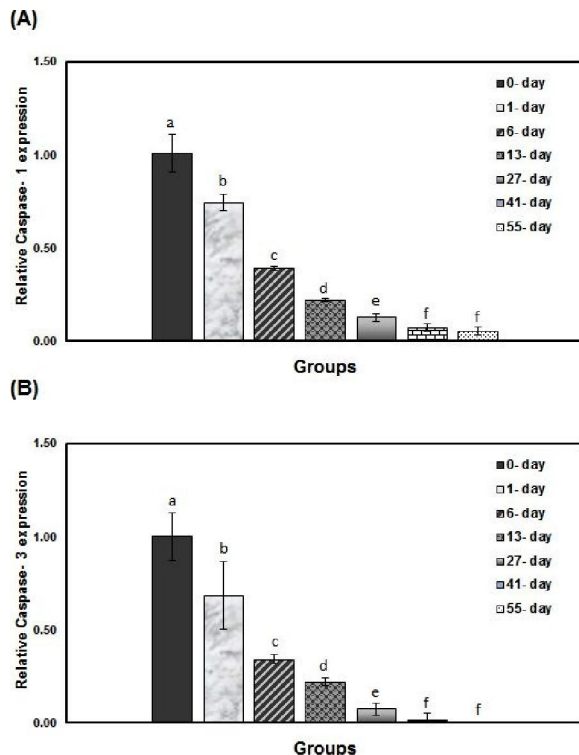 (A)
Relative Caspase- 1 expression
1.50
1.00
0.50
0.00
a
b
c
d
e
f
f
0- day
1- day
6- day
13- day
27- day
41- day
55- day
Groups
(B)
Relative Caspase- 3 expression
1.50
1.00
0.50
0.00
a
b
c
d
e
f
f
0- day
1- day
6- day
13- day
27- day
41- day
55- day
Groups